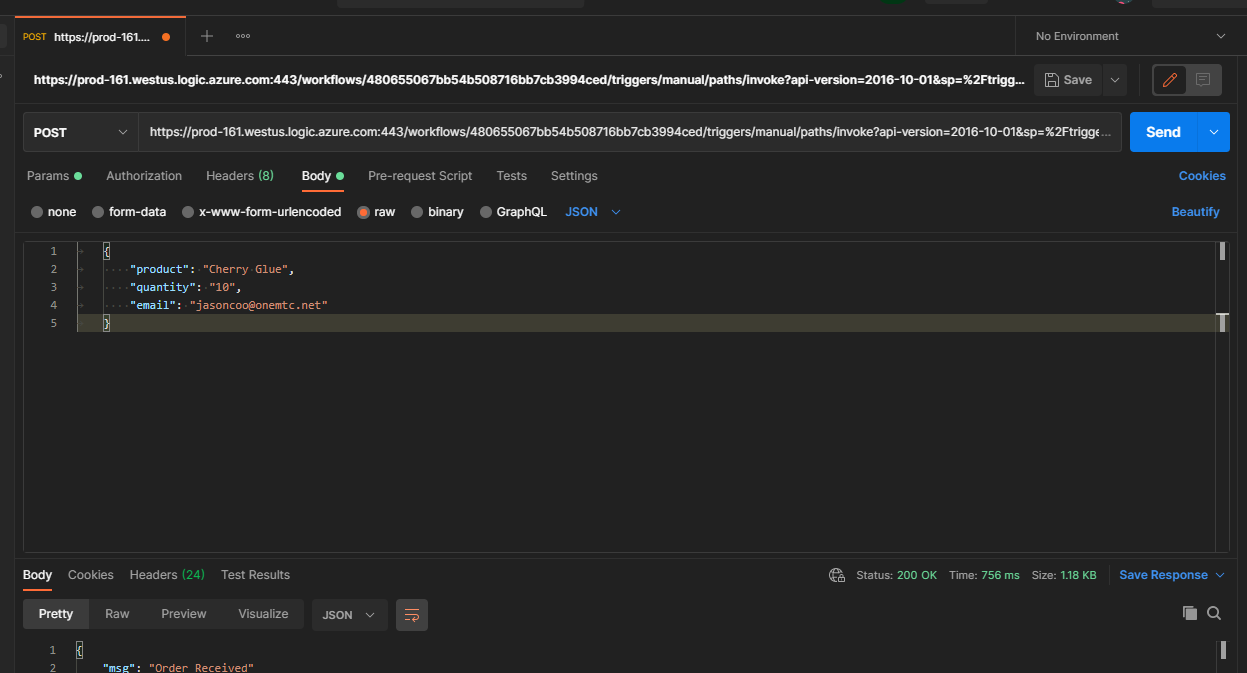 POST https://prod-161....
No Environment
https://prod-161.westus.logic.azure.com:443/workflows/480655067bb54b508716bb7cb3994ced/triggers/manual/paths/invoke?api-version=2016-10-01&sp=%2Ftrigg...
Save
POST
https://prod-161.westus.logic.azure.com:443/workflows/480655067bb54b508716bb7cb3994ced/triggers/manual/paths/invoke?api-version=2016-10-01&sp=%2Ftrigge...
Send
Params Authorization Headers (8) Body Pre-request Script Tests Settings Cookies
none form-data x-www-form-urlencoded raw binary GraphQL JSON Beautify
1 {
2 "product": "Cherry Glue",
3 "quantity": "10",
4 "email": "jasoncoo@onemtc.net"
5 }
Body Cookies Headers (24) Test Results Status: 200 OK Time: 756 ms Size: 1.18 KB Save Response
Pretty Raw Preview Visualize JSON
1 {
2 "msg": "Order Received"